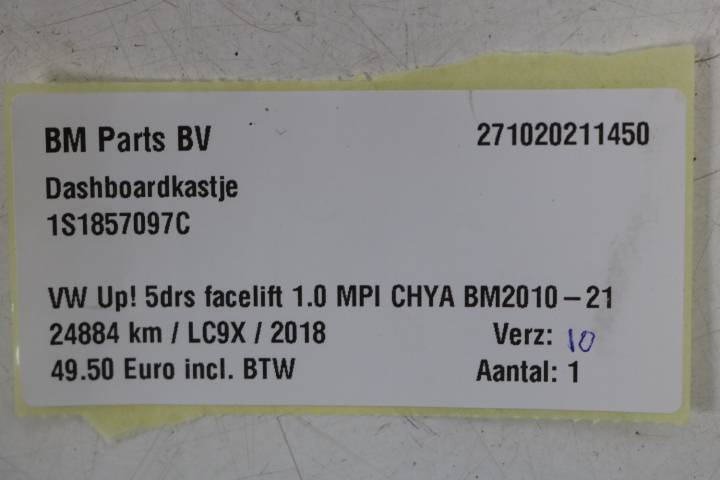 BM Parts BV 271020211450
Dashboardkastje
1S1857097C
VW Up! 5drs facelift 1.0 MPI CHYA BM2010-21
24884 km / LC9X / 2018 Verz: 10
49.50 Euro incl. BTW Aantal: 1